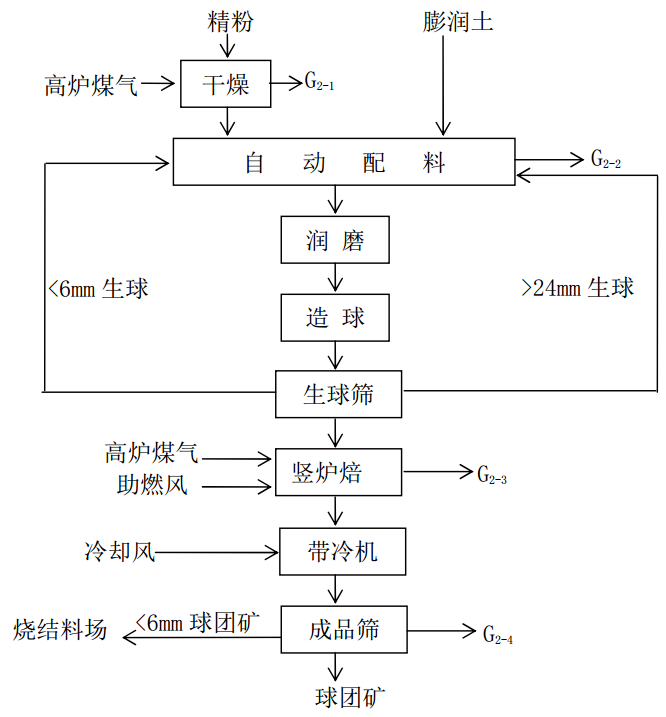 精粉
膨润土
高炉煤气
干燥
G2-1
自动配料
G2-2
润磨
<6mm 生球
>24mm 生球
造球
生球筛
高炉煤气
助燃风
竖炉焙
G2-3
冷却风
带冷机
烧结料场
<6mm 球团矿
成品筛
G2-4
球团矿